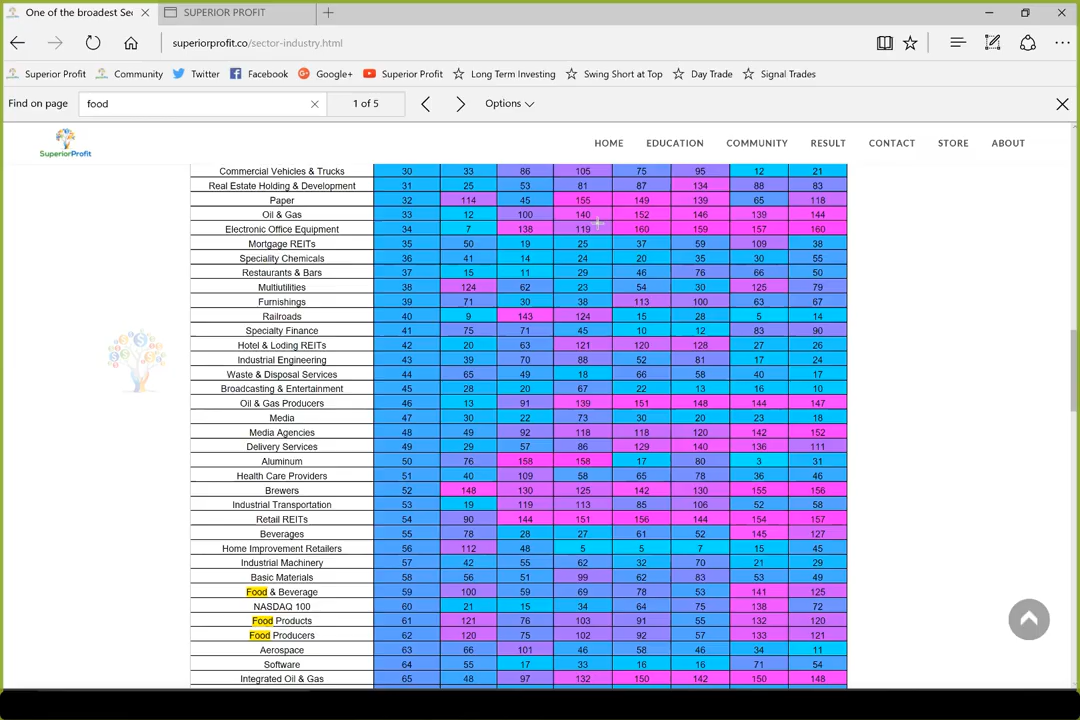 One of the broadest Sec
SUPERIOR PROFIT
superiorprofit.co/sector-industry.html
Superior Profit Community Twitter Facebook Google+ Superior Profit Long Term Investing Swing Short at Top Day Trade Signal Trades
Find on page food 1 of 5 Options
SuperiorProfit HOME EDUCATION COMMUNITY RESULT CONTACT STORE ABOUT
Commercial Vehicles & Trucks 30 33 86 105 75 95 12 21
Real Estate Holding & Development 31 25 53 81 87 134 88 83
Paper 32 114 45 155 149 139 65 118
Oil & Gas 33 12 100 140 152 146 139 144
Electronic Office Equipment 34 7 138 119 160 159 157 160
Mortgage REITs 35 50 19 25 37 59 109 38
Speciality Chemicals 36 41 14 24 20 35 30 55
Restaurants & Bars 37 15 11 29 46 76 66 50
Multiutilities 38 124 62 23 54 30 125 79
Furnishings 39 71 30 38 113 100 63 67
Railroads 40 9 143 124 15 28 5 14
Specialty Finance 41 75 71 45 10 12 83 90
Hotel & Loding REITs 42 20 63 121 120 128 27 26
Industrial Engineering 43 39 70 88 52 81 17 24
Waste & Disposal Services 44 65 49 18 66 58 40 17
Broadcasting & Entertainment 45 28 20 67 22 13 16 10
Oil & Gas Producers 46 13 91 139 151 148 144 147
Media 47 30 22 73 30 20 23 18
Media Agencies 48 49 92 118 118 120 142 152
Delivery Services 49 29 57 86 129 140 136 111
Aluminum 50 76 158 158 17 80 3 31
Health Care Providers 51 40 109 58 65 78 36 46
Brewers 52 148 130 125 142 130 155 156
Industrial Transportation 53 19 119 113 85 106 52 58
Retail REITs 54 90 144 151 156 144 154 157
Beverages 55 78 28 27 61 52 145 127
Home Improvement Retailers 56 112 48 5 5 7 15 45
Industrial Machinery 57 42 55 62 32 70 21 29
Basic Materials 58 56 51 99 62 83 53 49
Food & Beverage 59 100 59 69 78 53 141 125
NASDAQ 100 60 21 15 34 64 75 138 72
Food Products 61 121 76 103 91 55 132 120
Food Producers 62 120 75 102 92 57 133 121
Aerospace 63 66 101 46 58 46 34 11
Software 64 55 17 33 16 16 71 54
Integrated Oil & Gas 65 48 97 132 150 142 150 148